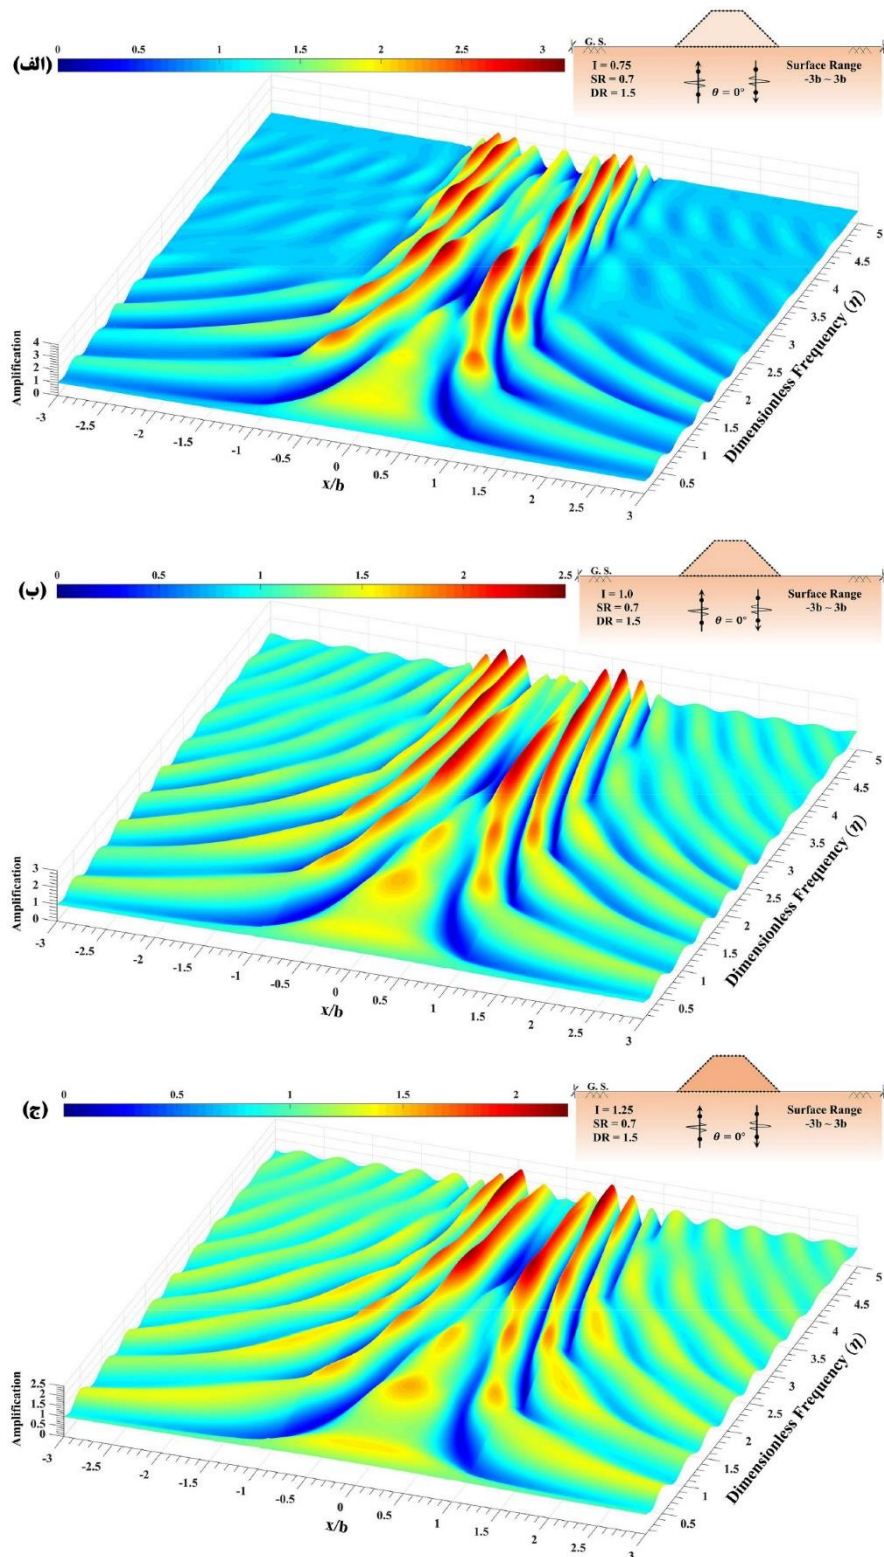 (الف)
0 0.5 1 1.5 2 2.5 3
G. S.
I = 0.75
SR = 0.7
DR = 1.5
θ = 0°
Surface Range
-3b ~ 3b
Amplification
4
3
2
1
0
-3 -2.5 -2 -1.5 -1 -0.5 0 0.5 1 1.5 2 2.5 3
x/b
0.5 1 1.5 2 2.5 3 3.5 4 4.5 5
Dimensionless Frequency (η)
(ب)
0 0.5 1 1.5 2 2.5
G. S.
I = 1.0
SR = 0.7
DR = 1.5
θ = 0°
Surface Range
-3b ~ 3b
Amplification
3
2
1
0
-3 -2.5 -2 -1.5 -1 -0.5 0 0.5 1 1.5 2 2.5 3
x/b
0.5 1 1.5 2 2.5 3 3.5 4 4.5 5
Dimensionless Frequency (η)
(ج)
0 0.5 1 1.5 2
G. S.
I = 1.25
SR = 0.7
DR = 1.5
θ = 0°
Surface Range
-3b ~ 3b
Amplification
2.5
2
1.5
1
0.5
0
-3 -2.5 -2 -1.5 -1 -0.5 0 0.5 1 1.5 2 2.5 3
x/b
0.5 1 1.5 2 2.5 3 3.5 4 4.5 5
Dimensionless Frequency (η)